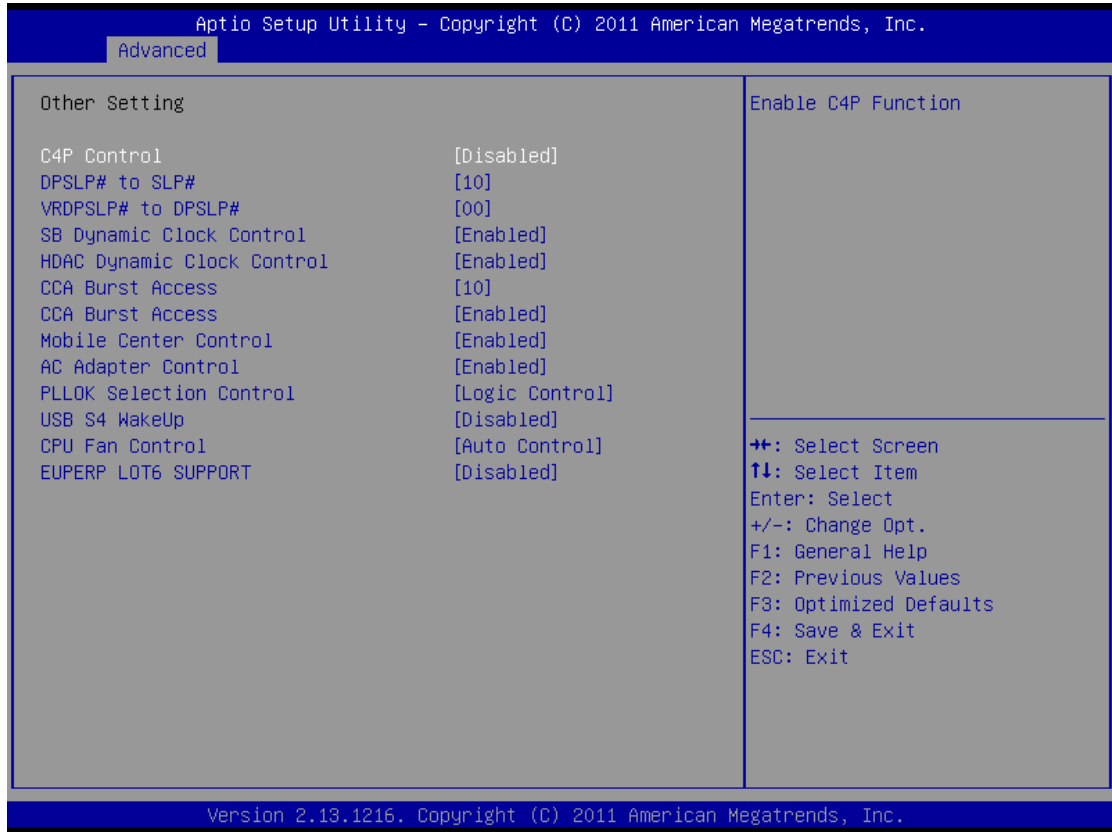 Aptio Setup Utility – Copyright (C) 2011 American Megatrends, Inc.
Advanced
Other Setting
C4P Control [Disabled]
DPSLP# to SLP# [10]
VRDPSLP# to DPSLP# [00]
SB Dynamic Clock Control [Enabled]
HDAC Dynamic Clock Control [Enabled]
CCA Burst Access [10]
CCA Burst Access [Enabled]
Mobile Center Control [Enabled]
AC Adapter Control [Enabled]
PLLOK Selection Control [Logic Control]
USB S4 WakeUp [Disabled]
CPU Fan Control [Auto Control]
EUPERP LOT6 SUPPORT [Disabled]
Enable C4P Function
→←: Select Screen
↑↓: Select Item
Enter: Select
+/-: Change Opt.
F1: General Help
F2: Previous Values
F3: Optimized Defaults
F4: Save & Exit
ESC: Exit
Version 2.13.1216. Copyright (C) 2011 American Megatrends, Inc.